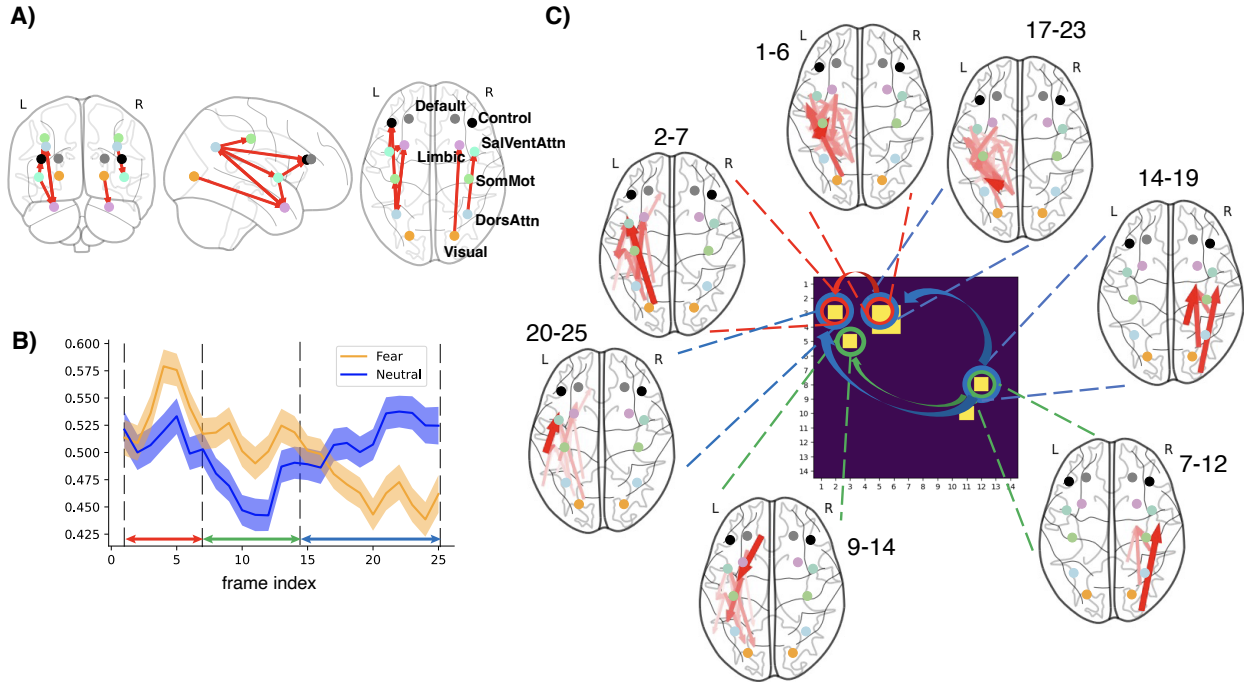 A)
L
R
L
R
Default
Control
SalVentAttn
Limbic
SomMot
DorsAttn
Visual
B)
0.600
0.575
0.550
0.525
0.500
0.475
0.450
0.425
Fear
Neutral
0
5
10
15
20
25
frame index
C)
1-6
L
R
17-23
L
R
2-7
L
R
14-19
L
R
20-25
L
R
9-14
L
R
7-12
L
R
1
2
3
4
5
6
7
8
9
10
11
12
13
14
1 2 3 4 5 6 7 8 9 10 11 12 13 14